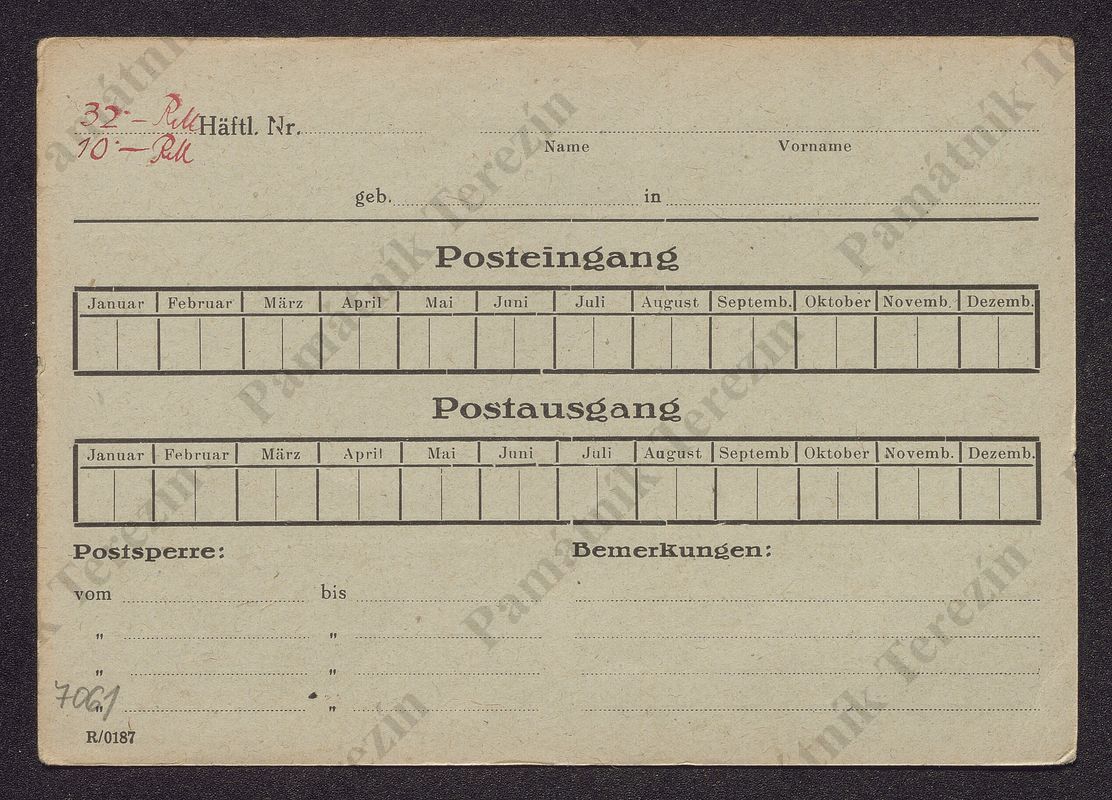 32·— RM Häftl. Nr.
10·— RM
Name Vorname
geb. in
Posteingang
Januar Februar März April Mai Juni Juli August Septemb. Oktober Novemb. Dezemb.
Postausgang
Januar Februar März April Mai Juni Juli August Septemb Oktober Novemb. Dezemb.
Postsperre: Bemerkungen:
vom bis
" "
" "
" "
7061
R/0187
Památník Terezín